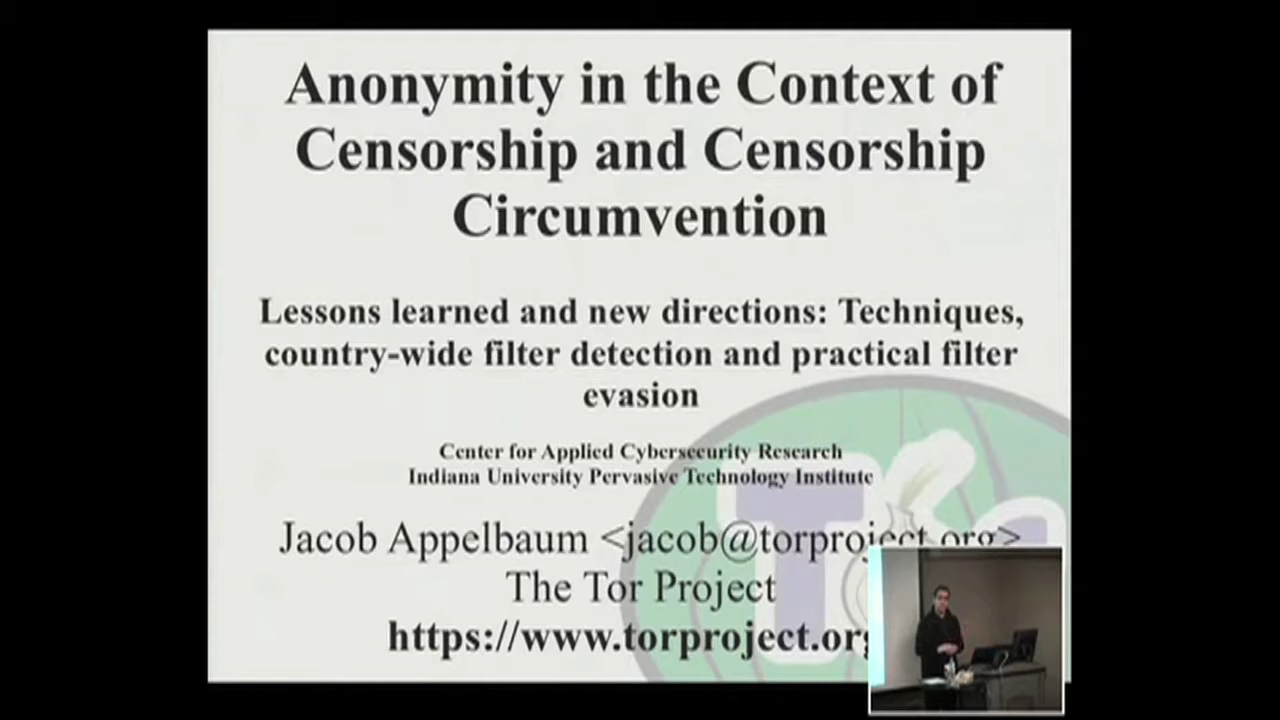 Anonymity in the Context of
Censorship and Censorship
Circumvention
Lessons learned and new directions: Techniques,
country-wide filter detection and practical filter
evasion
Center for Applied Cybersecurity Research
Indiana University Pervasive Technology Institute
Jacob Appelbaum <jacob@torproject.org>
The Tor Project
https://www.torproject.org
Tor